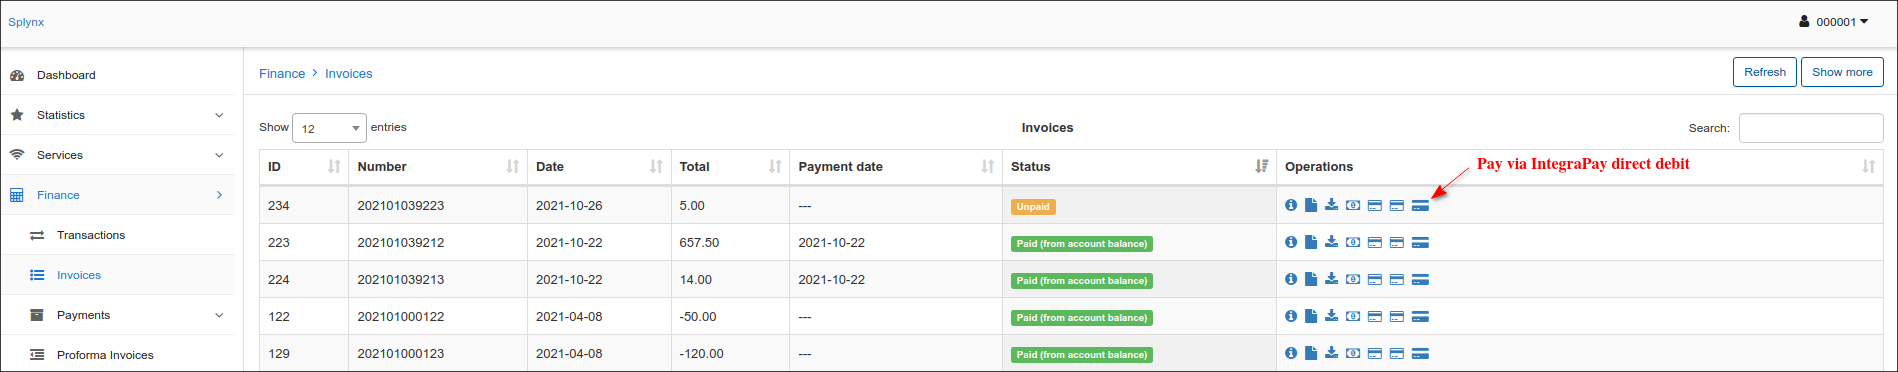 Splynx
000001
Dashboard
Statistics
Services
Finance
Transactions
Invoices
Payments
Proforma Invoices
Finance > Invoices
Refresh
Show more
Show 12 entries
Invoices
Search:
ID Number Date Total Payment date Status Operations
Pay via IntegraPay direct debit
234 202101039223 2021-10-26 5.00 --- Unpaid
223 202101039212 2021-10-22 657.50 2021-10-22 Paid (from account balance)
224 202101039213 2021-10-22 14.00 2021-10-22 Paid (from account balance)
122 202101000122 2021-04-08 -50.00 --- Paid (from account balance)
129 202101000123 2021-04-08 -120.00 --- Paid (from account balance)